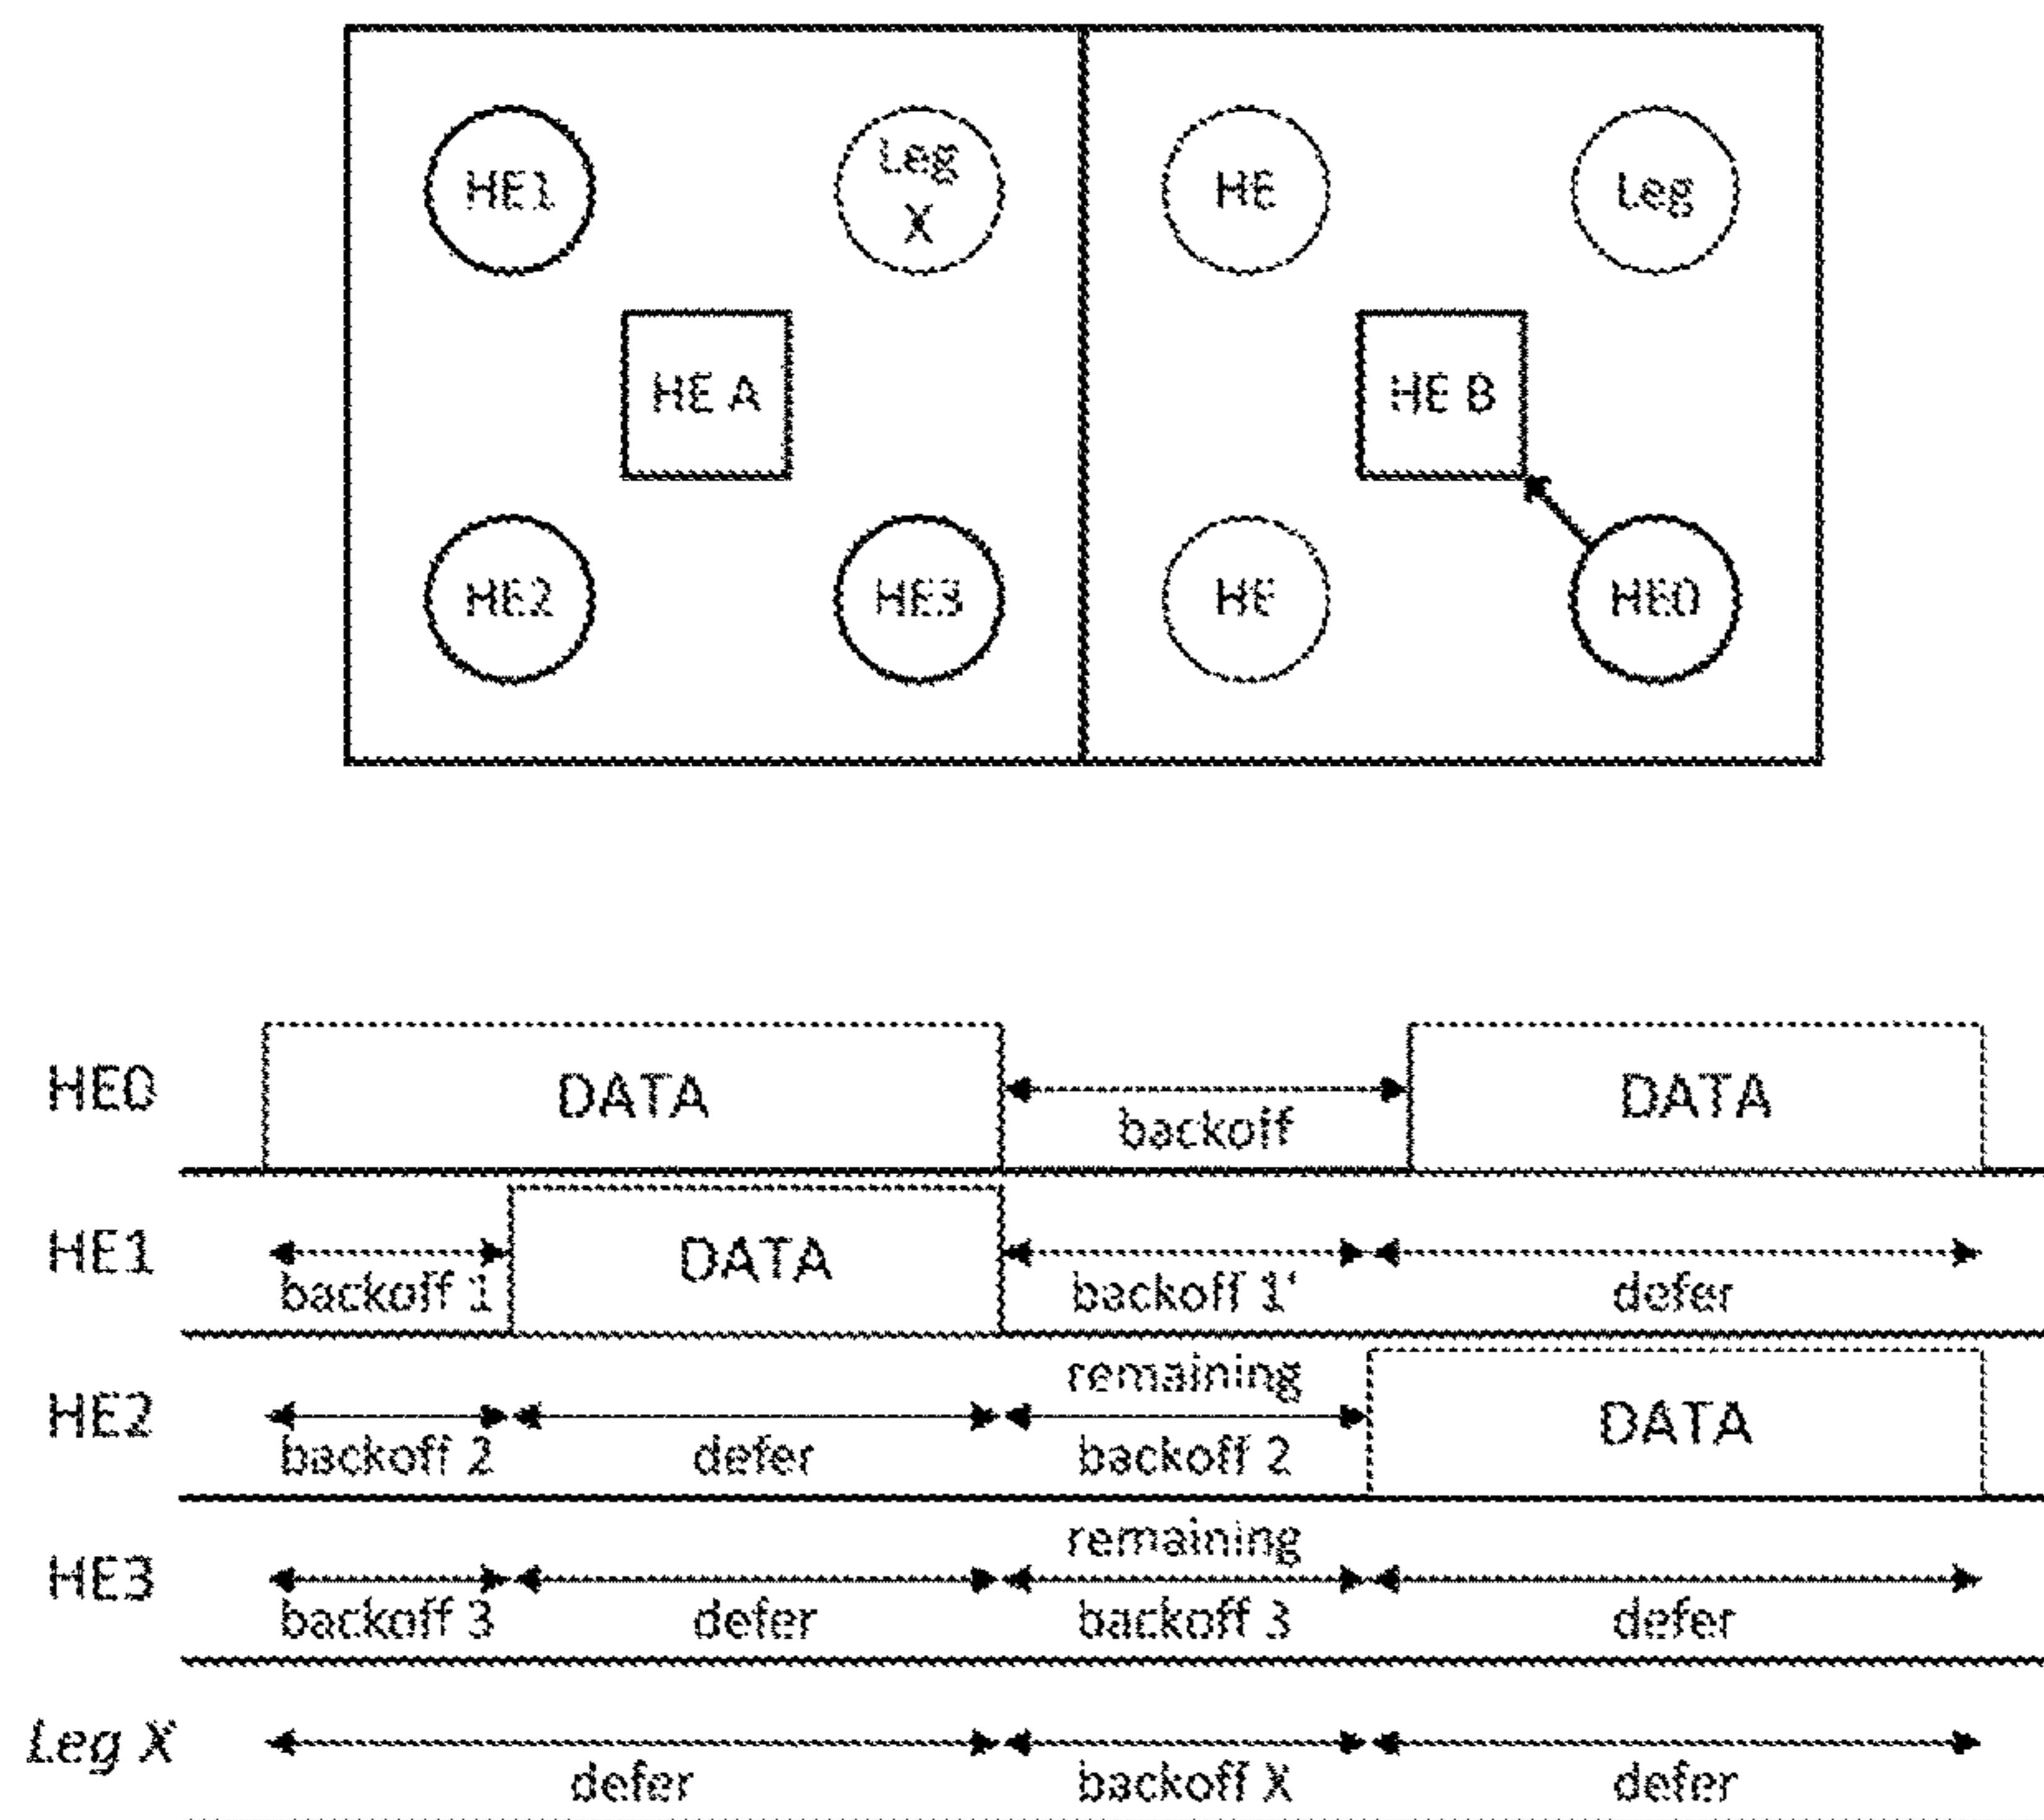 HE1
Leg
X
HE
Leg
HE A
HE B
HE2
HE3
HE
HE0
HE0
DATA
backoff
DATA
HE1
backoff 1
DATA
backoff 1'
defer
HE2
backoff 2
defer
remaining
backoff 2
DATA
HE3
backoff 3
defer
remaining
backoff 3
defer
Leg X
defer
backoff X
defer